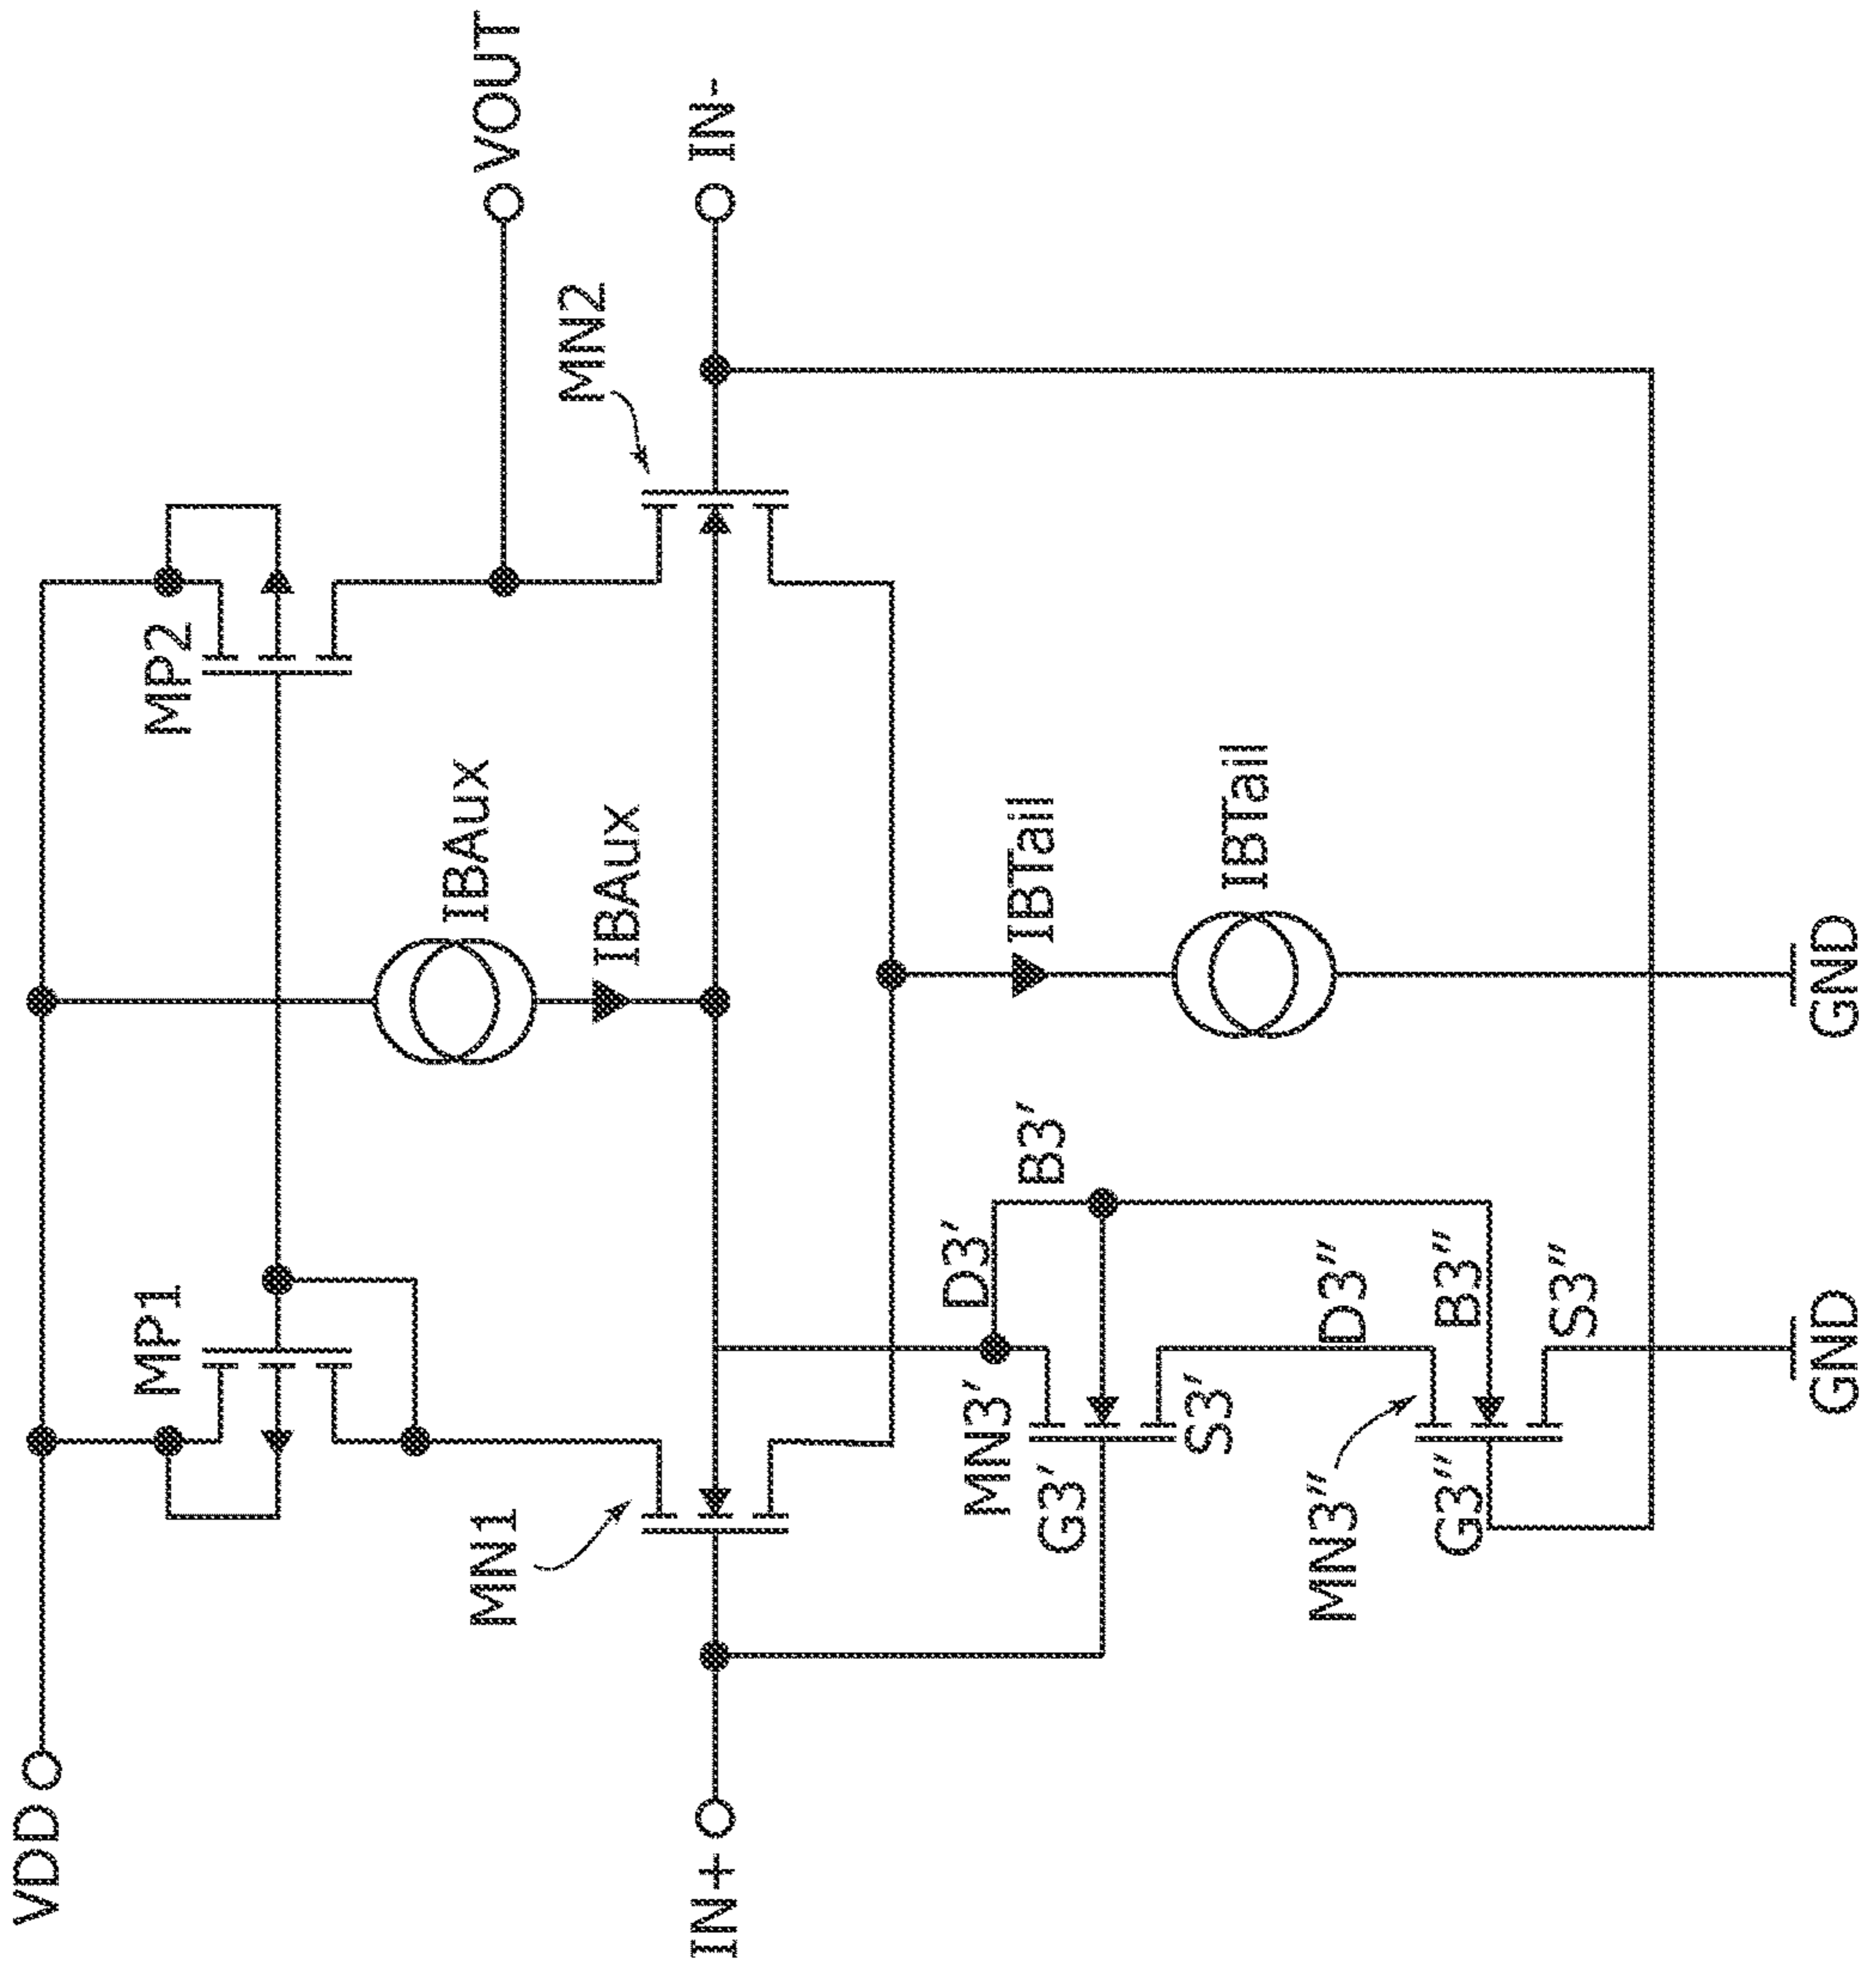 VDD
MP1
MP2
VOUT
IBAux
IBAux
MN1
MN2
IN+
IN-
MN3′
D3′
B3′
G3′
S3′
IBTail
IBTail
MN3″
D3″
G3″
B3″
S3″
GND
GND